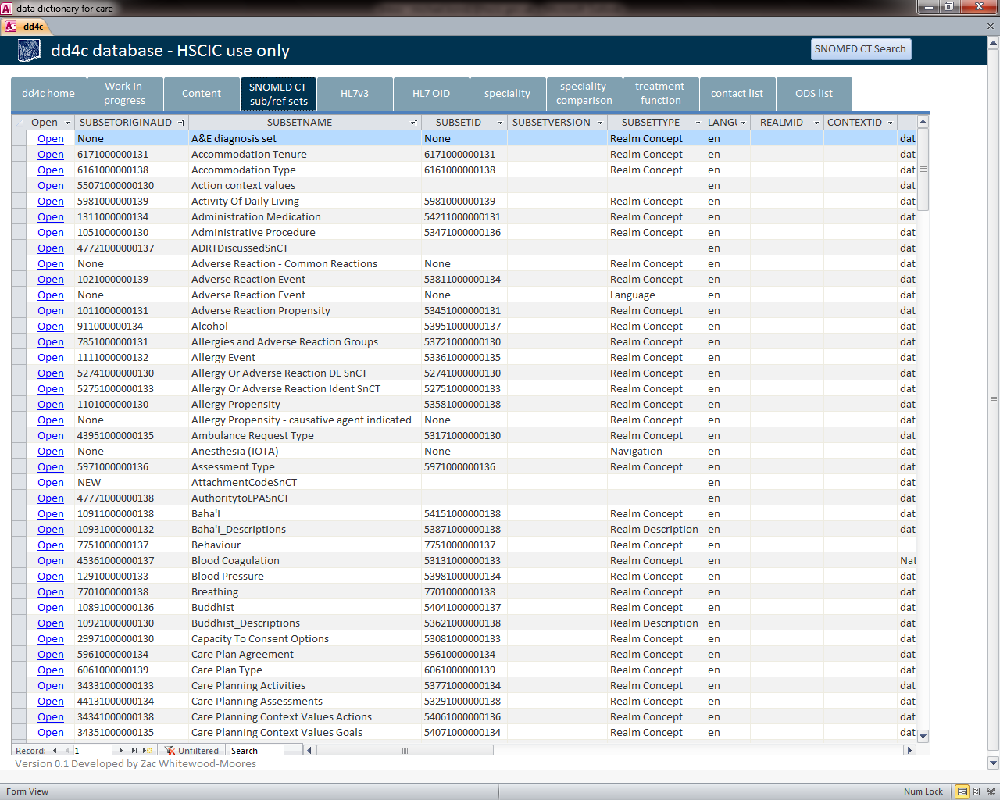 data dictionary for care
dd4c
dd4c database - HSCIC use only
SNOMED CT Search
dd4c home
Work in progress
Content
SNOMED CT sub/ref sets
HL7v3
HL7 OID
speciality
speciality comparison
treatment function
contact list
ODS list
Open SUBSETORIGINALID SUBSETNAME SUBSETID SUBSETVERSION SUBSETTYPE LANGU REALMID CONTEXTID
Open None A&E diagnosis set None Realm Concept en dat
Open 6171000000131 Accommodation Tenure 6171000000131 Realm Concept en dat
Open 6161000000138 Accommodation Type 6161000000138 Realm Concept en dat
Open 55071000000130 Action context values en dat
Open 5981000000139 Activity Of Daily Living 5981000000139 Realm Concept en dat
Open 1311000000134 Administration Medication 54211000000131 Realm Concept en dat
Open 1051000000130 Administrative Procedure 53471000000136 Realm Concept en dat
Open 47721000000137 ADRTDiscussedSnCT en dat
Open None Adverse Reaction - Common Reactions None Realm Concept en dat
Open 1021000000139 Adverse Reaction Event 53811000000134 Realm Concept en dat
Open None Adverse Reaction Event None Language en dat
Open 1011000000131 Adverse Reaction Propensity 53451000000131 Realm Concept en dat
Open 911000000134 Alcohol 53951000000137 Realm Concept en dat
Open 7851000000131 Allergies and Adverse Reaction Groups 53721000000130 Realm Concept en dat
Open 1111000000132 Allergy Event 53361000000135 Realm Concept en dat
Open 52741000000130 Allergy Or Adverse Reaction DE SnCT 52741000000130 Realm Concept en dat
Open 52751000000133 Allergy Or Adverse Reaction Ident SnCT 52751000000133 Realm Concept en dat
Open 1101000000130 Allergy Propensity 53581000000138 Realm Concept en dat
Open None Allergy Propensity - causative agent indicated None Realm Concept en dat
Open 43951000000135 Ambulance Request Type 53171000000130 Realm Concept en dat
Open None Anesthesia (IOTA) None Navigation en dat
Open 5971000000136 Assessment Type 5971000000136 Realm Concept en dat
Open NEW AttachmentCodeSnCT en dat
Open 47771000000138 AuthoritytoLPASnCT en dat
Open 10911000000138 Baha'I 54151000000138 Realm Concept en dat
Open 10931000000132 Baha'i_Descriptions 53871000000138 Realm Description en dat
Open 7751000000137 Behaviour 7751000000137 Realm Concept en
Open 45361000000137 Blood Coagulation 53131000000133 Realm Concept en Nat
Open 1291000000133 Blood Pressure 53981000000134 Realm Concept en dat
Open 7701000000138 Breathing 7701000000138 Realm Concept en dat
Open 10891000000136 Buddhist 54041000000137 Realm Concept en dat
Open 10921000000130 Buddhist_Descriptions 53621000000138 Realm Description en dat
Open 29971000000130 Capacity To Consent Options 53081000000133 Realm Concept en dat
Open 5961000000134 Care Plan Agreement 5961000000134 Realm Concept en dat
Open 6061000000139 Care Plan Type 6061000000139 Realm Concept en dat
Open 34331000000133 Care Planning Activities 53771000000134 Realm Concept en dat
Open 44131000000134 Care Planning Assessments 53291000000138 Realm Concept en dat
Open 34341000000138 Care Planning Context Values Actions 54061000000136 Realm Concept en dat
Open 34351000000135 Care Planning Context Values Goals 54071000000134 Realm Concept en dat
Record: 1 Unfiltered Search
Version 0.1 Developed by Zac Whitewood-Moores
Form View Num Lock